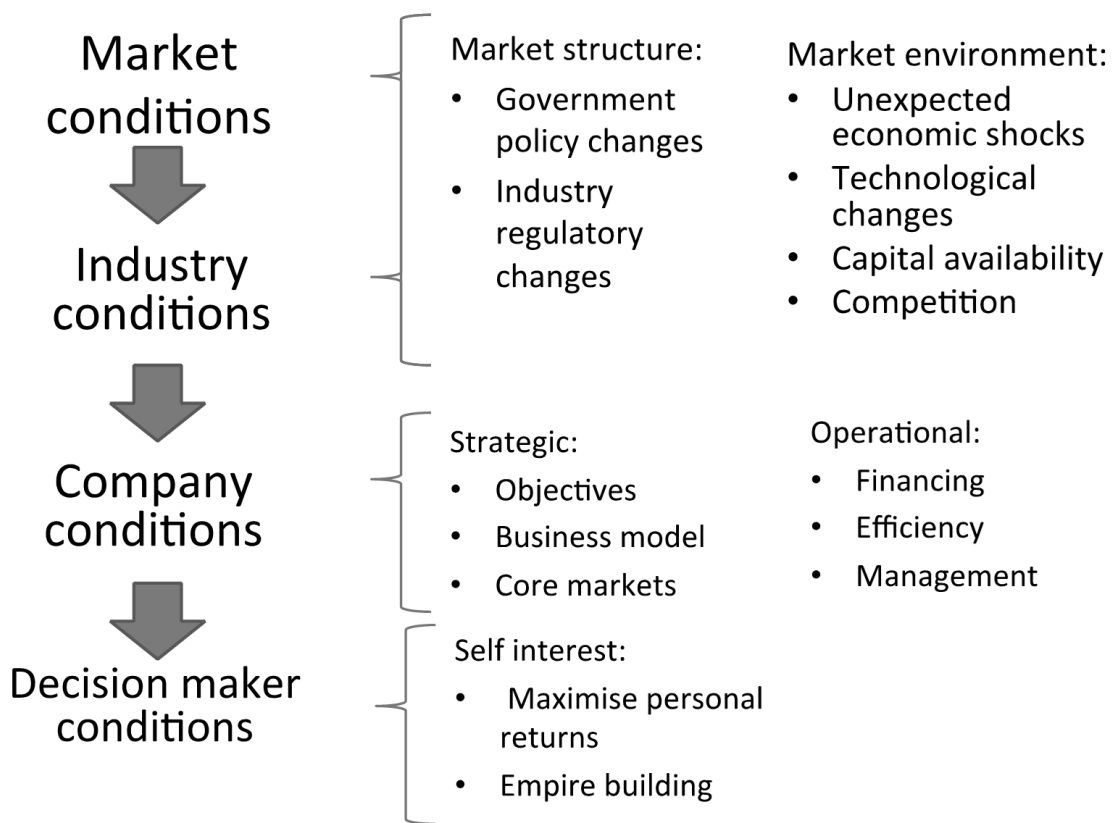 Market
conditions
Industry
conditions
Company
conditions
Decision maker
conditions
Market structure:
• Government
policy changes
• Industry
regulatory
changes
Market environment:
• Unexpected
economic shocks
• Technological
changes
• Capital availability
• Competition
Strategic:
• Objectives
• Business model
• Core markets
Operational:
• Financing
• Efficiency
• Management
Self interest:
• Maximise personal
returns
• Empire building